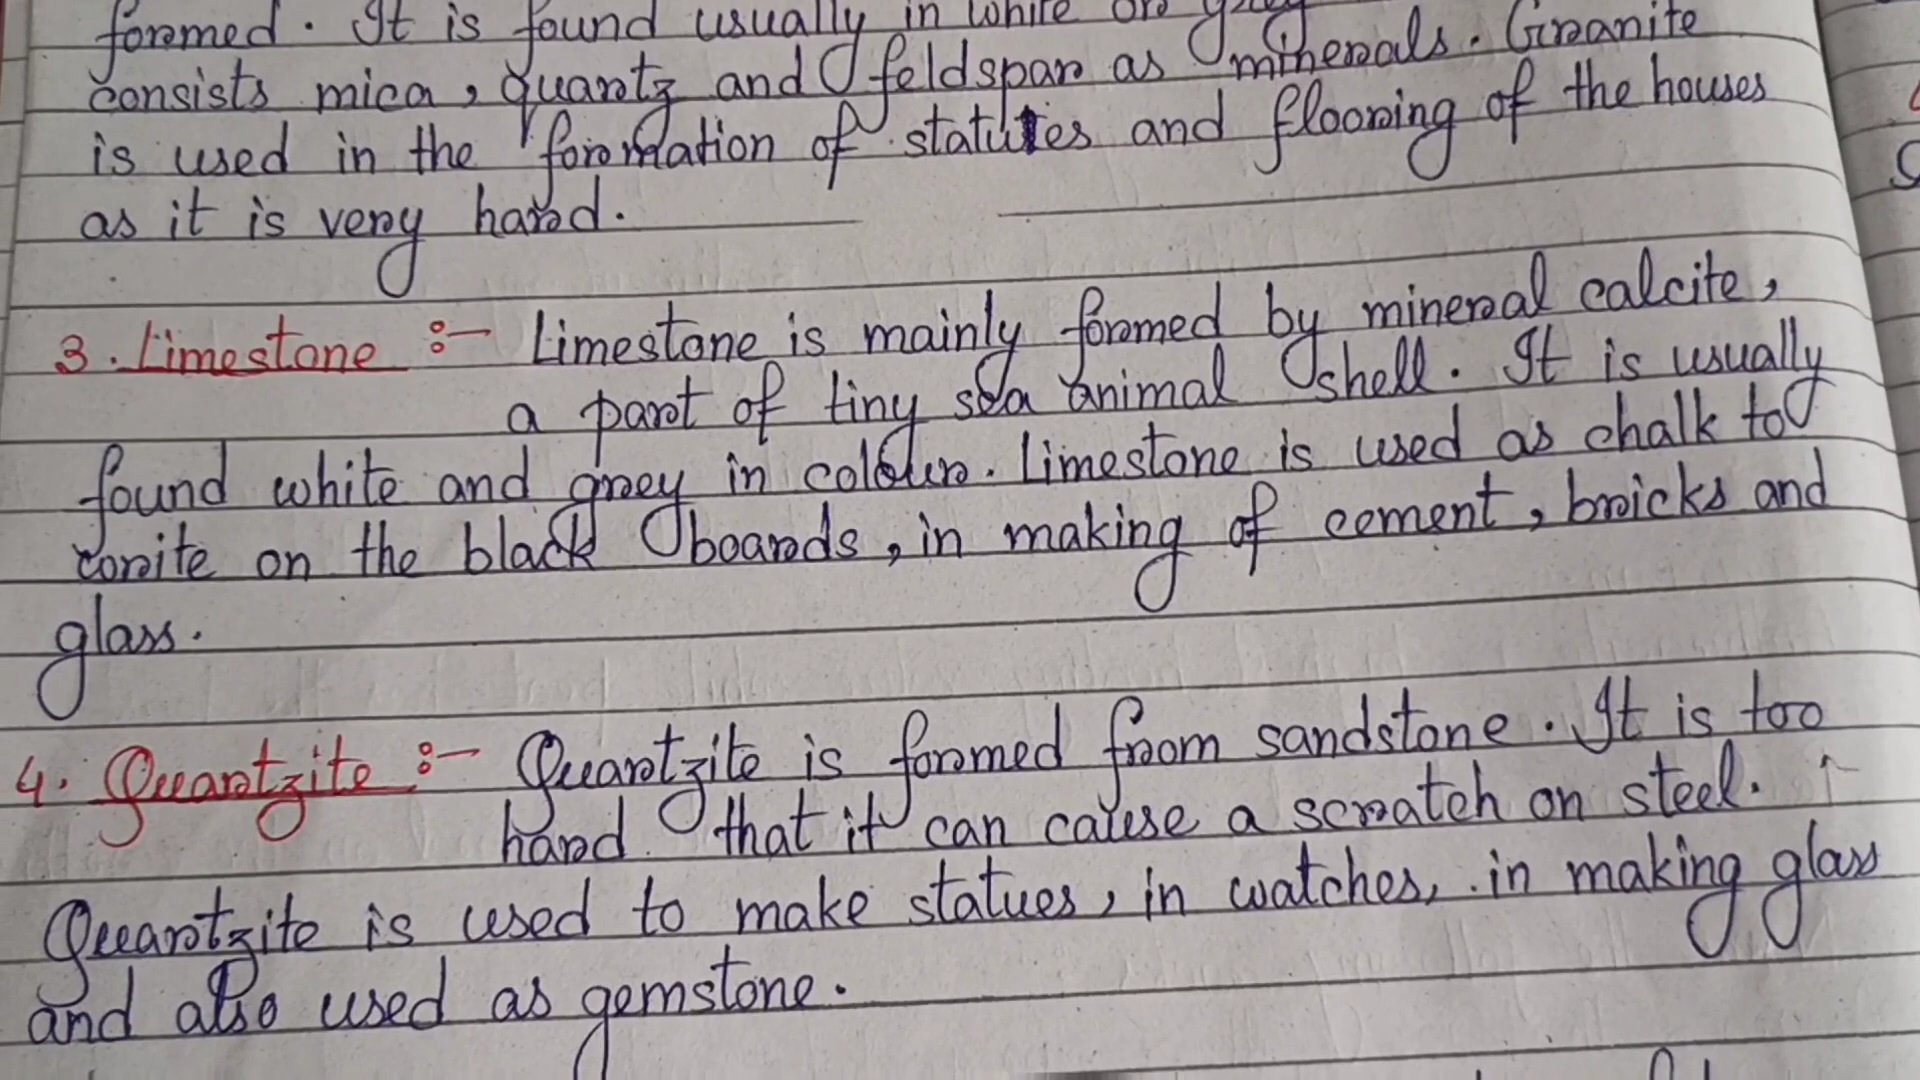 formed. It is found usually in white or grey
consists mica, quartz and feldspar as minerals. Granite
is used in the formation of statutes and flooring of the houses
as it is very hard.
3. Limestone :- Limestone is mainly formed by mineral calcite,
a part of tiny sea animal shell. It is usually
found white and grey in colour. Limestone is used as chalk to
write on the black boards, in making of cement, bricks and
glass.
4. Quartzite :- Quartzite is formed from sandstone. It is too
hard that it can cause a scratch on steel.
Quartzite is used to make statues, in watches, in making glass
and also used as gemstone.